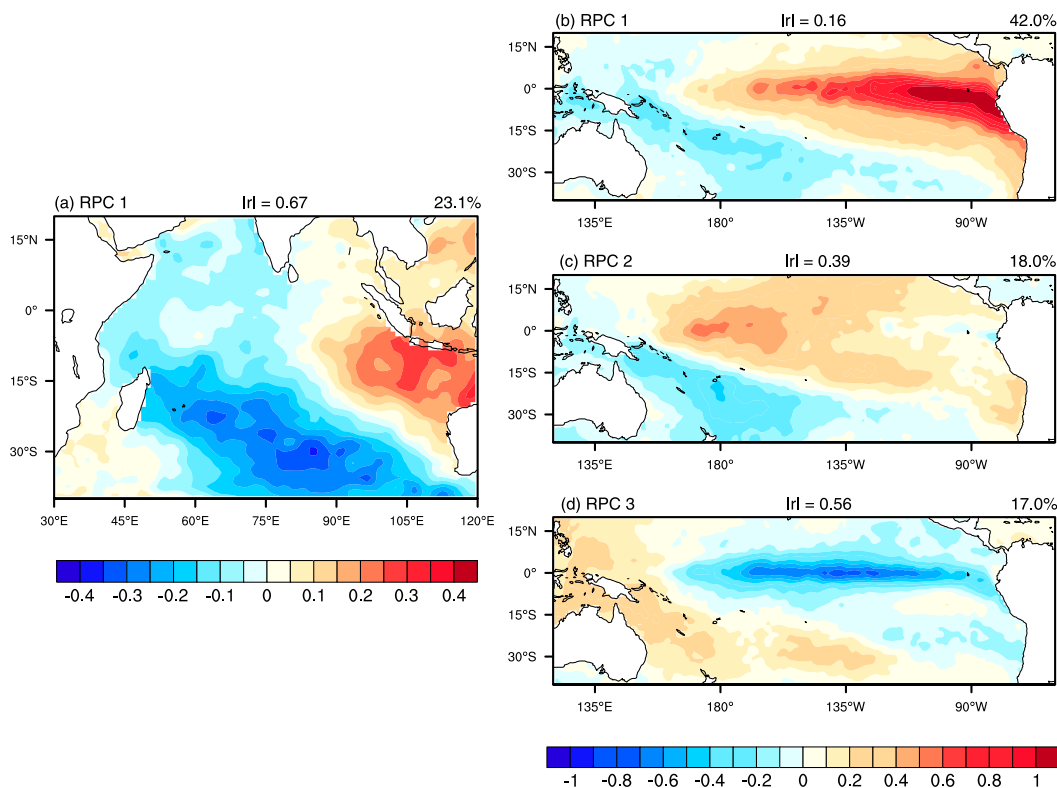 (a) RPC 1 |r| = 0.67 23.1%
15°N
0°
15°S
30°S
30°E 45°E 60°E 75°E 90°E 105°E 120°E
-0.4 -0.3 -0.2 -0.1 0 0.1 0.2 0.3 0.4
(b) RPC 1 |r| = 0.16 42.0%
15°N
0°
15°S
30°S
135°E 180° 135°W 90°W
(c) RPC 2 |r| = 0.39 18.0%
15°N
0°
15°S
30°S
135°E 180° 135°W 90°W
(d) RPC 3 |r| = 0.56 17.0%
15°N
0°
15°S
30°S
135°E 180° 135°W 90°W
-1 -0.8 -0.6 -0.4 -0.2 0 0.2 0.4 0.6 0.8 1